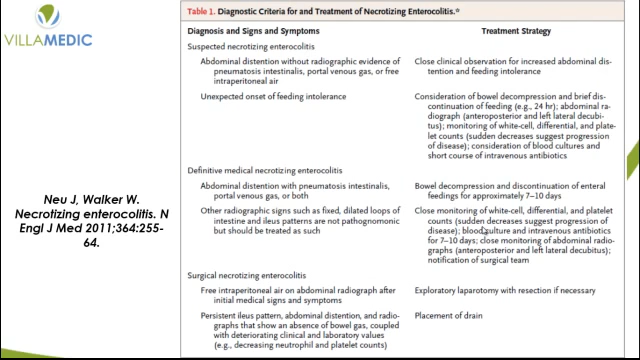 VILLAMEDIC
Neu J, Walker W.
Necrotizing enterocolitis. N
Engl J Med 2011;364:255-
64.
Table 1. Diagnostic Criteria for and Treatment of Necrotizing Enterocolitis.*
Diagnosis and Signs and Symptoms
Treatment Strategy
Suspected necrotizing enterocolitis
Abdominal distention without radiographic evidence of
pneumatosis intestinalis, portal venous gas, or free
intraperitoneal air
Close clinical observation for increased abdominal dis-
tention and feeding intolerance
Unexpected onset of feeding intolerance
Consideration of bowel decompression and brief dis-
continuation of feeding (e.g., 24 hr); abdominal ra-
diograph (anteroposterior and left lateral decubi-
tus); monitoring of white-cell, differential, and plate-
let counts (sudden decreases suggest progression
of disease); consideration of blood cultures and
short course of intravenous antibiotics
Definitive medical necrotizing enterocolitis
Abdominal distention with pneumatosis intestinalis,
portal venous gas, or both
Bowel decompression and discontinuation of enteral
feedings for approximately 7–10 days
Other radiographic signs such as fixed, dilated loops of
intestine and ileus patterns are not pathognomonic
but should be treated as such
Close monitoring of white-cell, differential, and platelet
counts (sudden decreases suggest progression of
disease); blood culture and intravenous antibiotics
for 7–10 days; close monitoring of abdominal radio-
graphs (anteroposterior and left lateral decubitus);
notification of surgical team
Surgical necrotizing enterocolitis
Free intraperitoneal air on abdominal radiograph after
initial medical signs and symptoms
Exploratory laparotomy with resection if necessary
Persistent ileus pattern, abdominal distention, and radio-
graphs that show an absence of bowel gas, coupled
with deteriorating clinical and laboratory values
(e.g., decreasing neutrophil and platelet counts)
Placement of drain